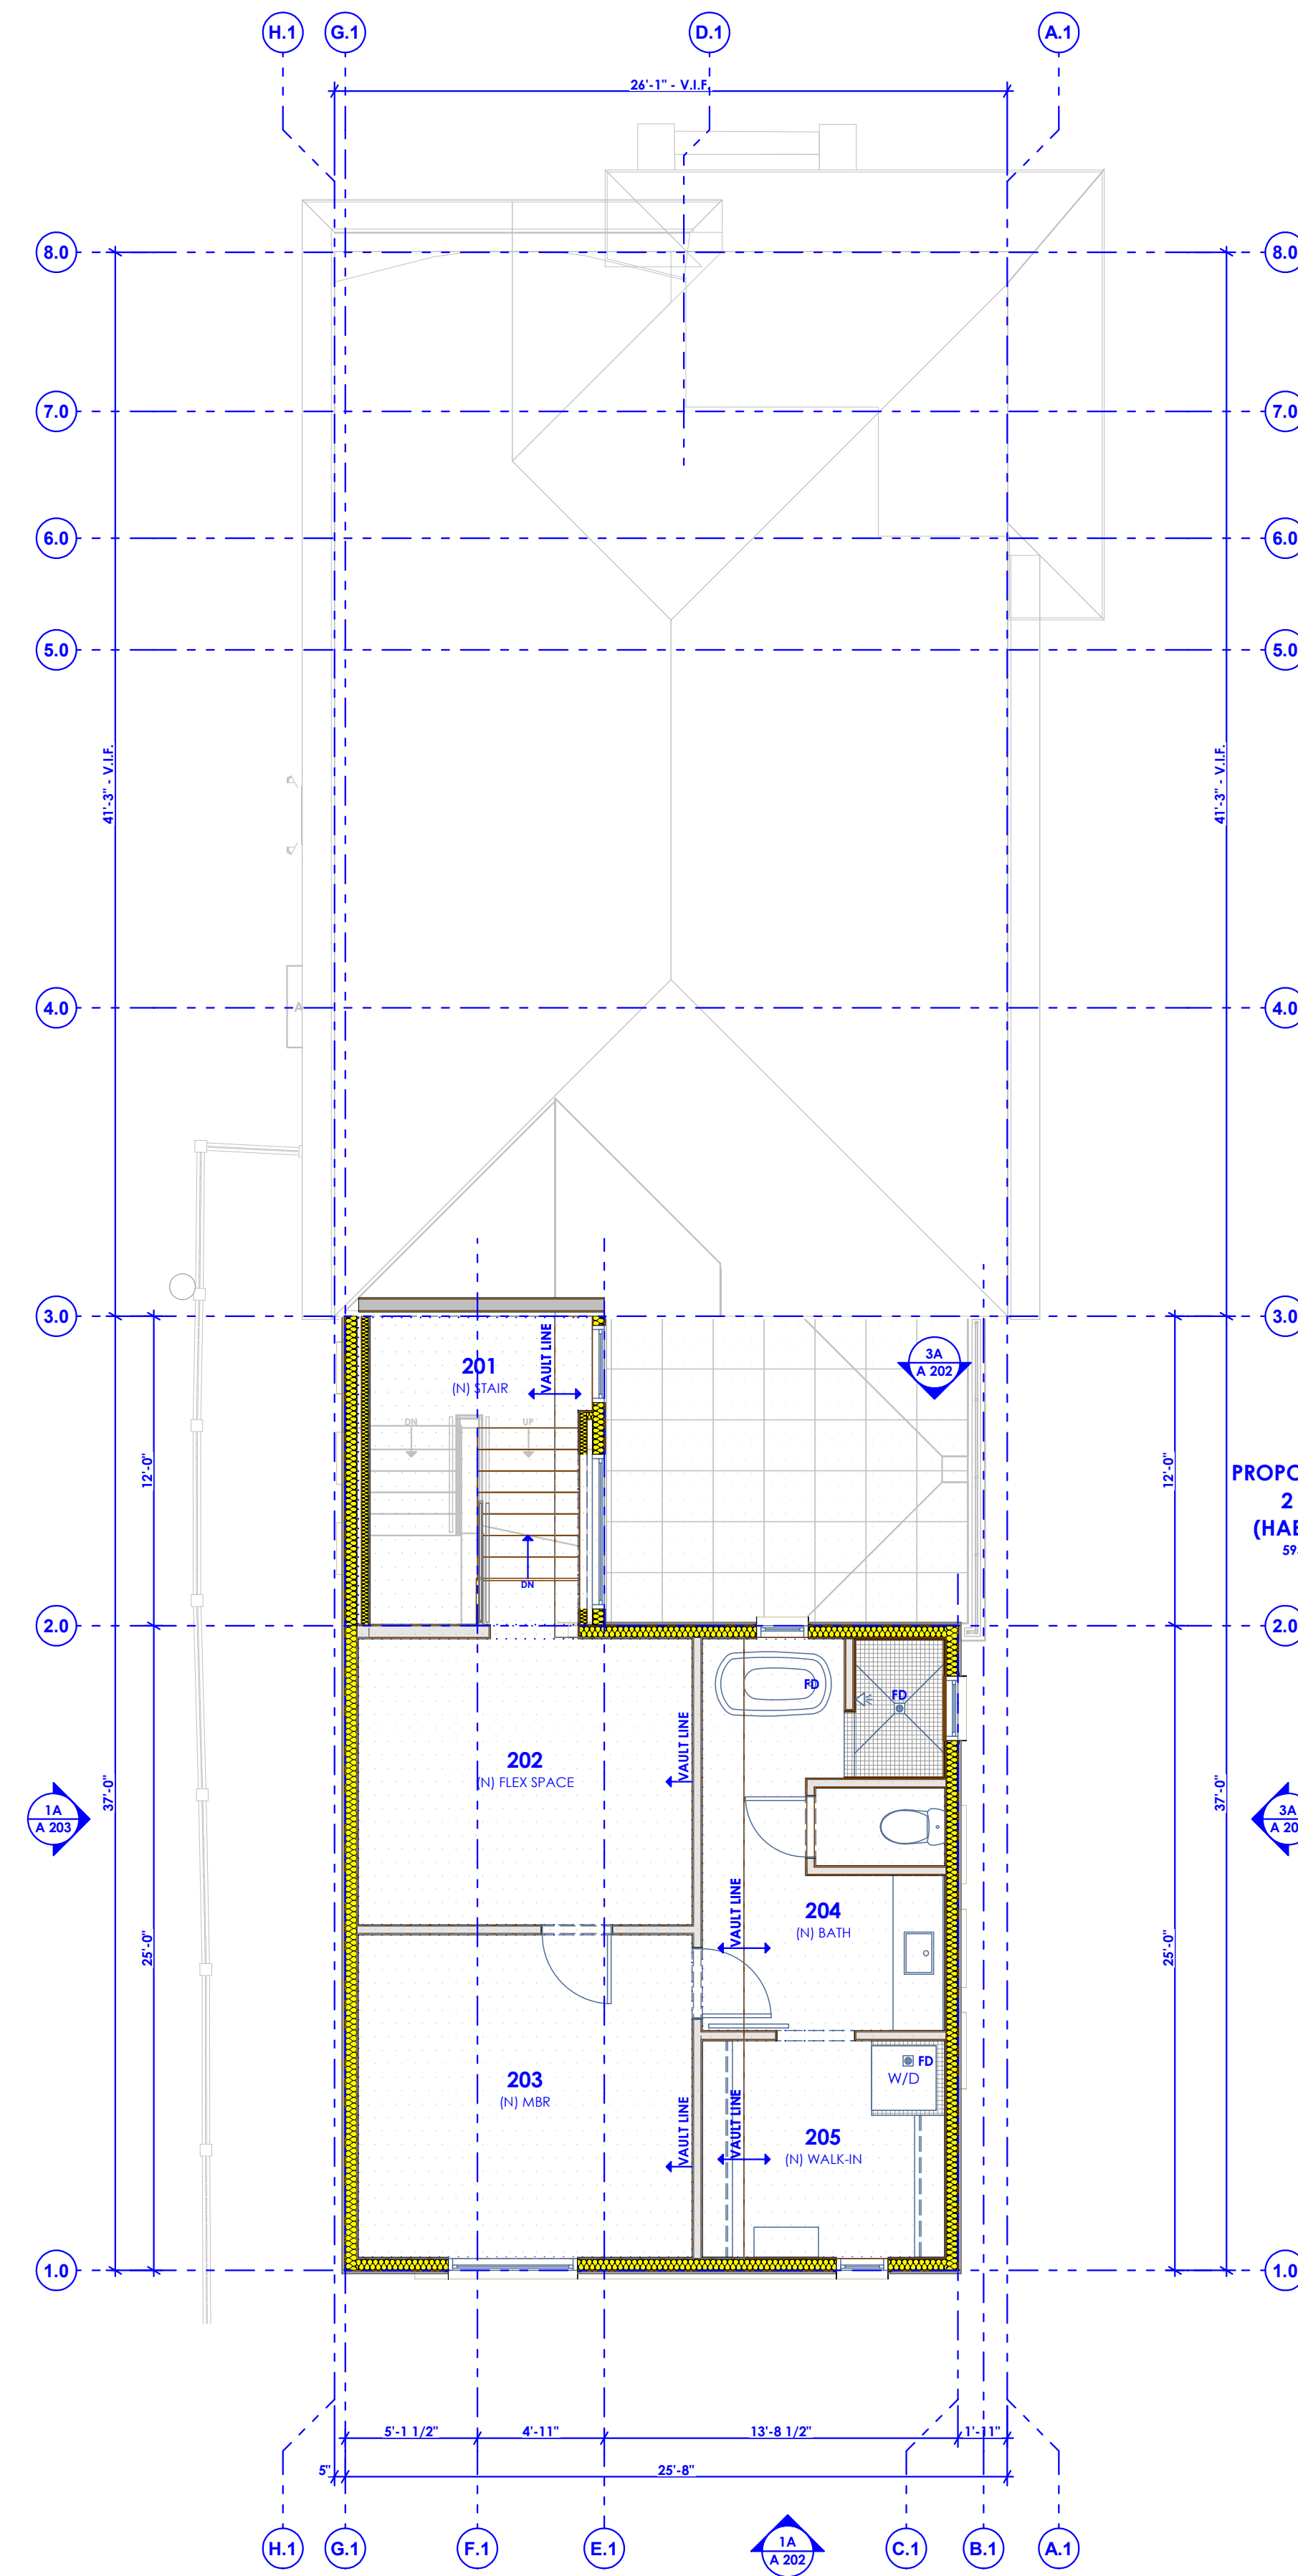 H.1 G.1 D.1 A.1
26'-1" - V.I.F.
8.0 8.0
7.0 7.0
6.0 6.0
5.0 5.0
41'-3" - V.I.F. 41'-3" - V.I.F.
4.0 4.0
A
3.0 3.0
201
(N) STAIR
VAULT LINE
3A
A 202
DN UP
12'-0" 12'-0"
PROPO
2
(HAB
DN
2.0 2.0
FD
FD
202
(N) FLEX SPACE
VAULT LINE
1A
A 203
37'-0" 37'-0"
3A
A 20
204
(N) BATH
VAULT LINE
25'-0" 25'-0"
203
(N) MBR
FD
W/D
VAULT LINE
VAULT LINE
205
(N) WALK-IN
1.0 1.0
5'-1 1/2" 4'-11" 13'-8 1/2" 1'-11"
5" 25'-8"
H.1 G.1 F.1 E.1 C.1 B.1 A.1
1A
A 202